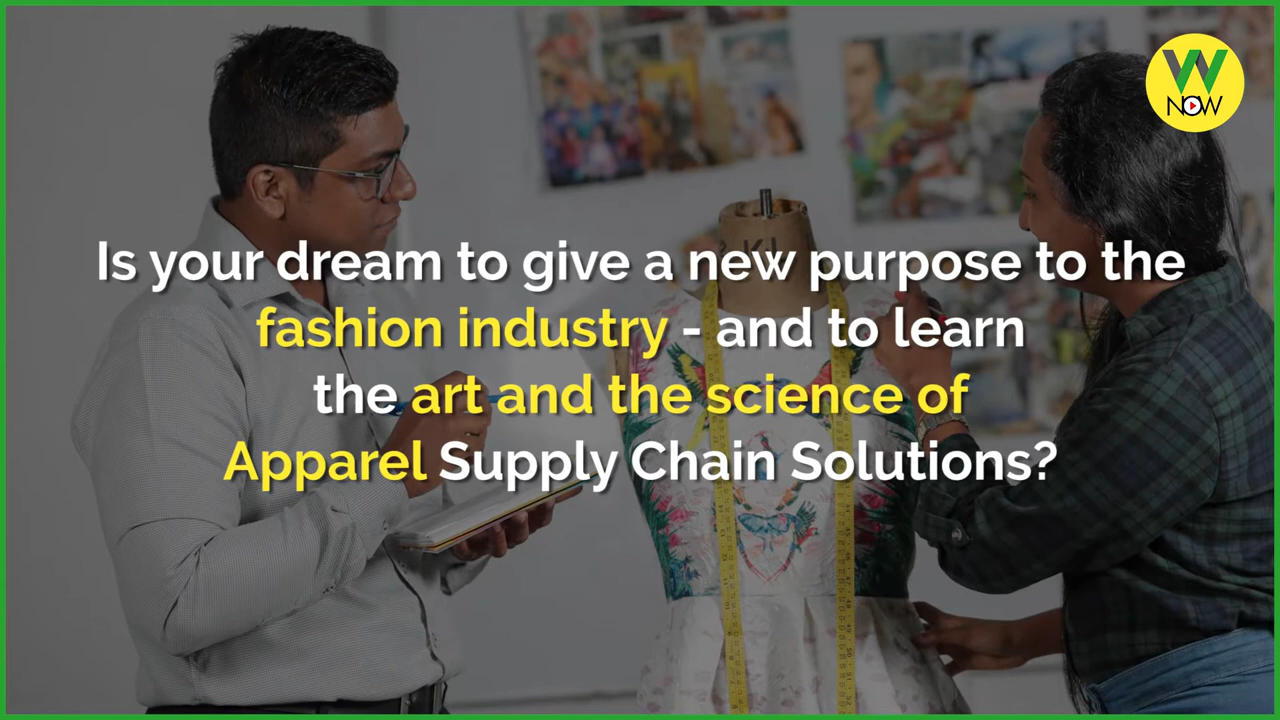 W
NOW
Is your dream to give a new purpose to the
fashion industry - and to learn
the art and the science of
Apparel Supply Chain Solutions?